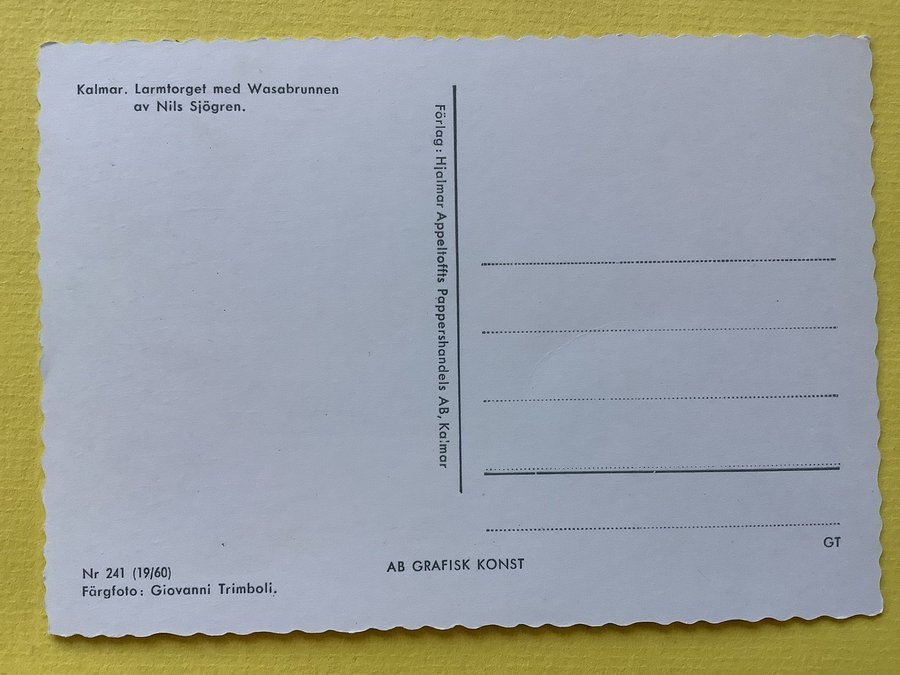 Kalmar. Larmtorget med Wasabrunnen
av Nils Sjögren.
Förlag: Hjalmar Appeltoffts Pappershandels AB, Kalmar
GT
AB GRAFISK KONST
Nr 241 (19/60)
Färgfoto: Giovanni Trimboli.